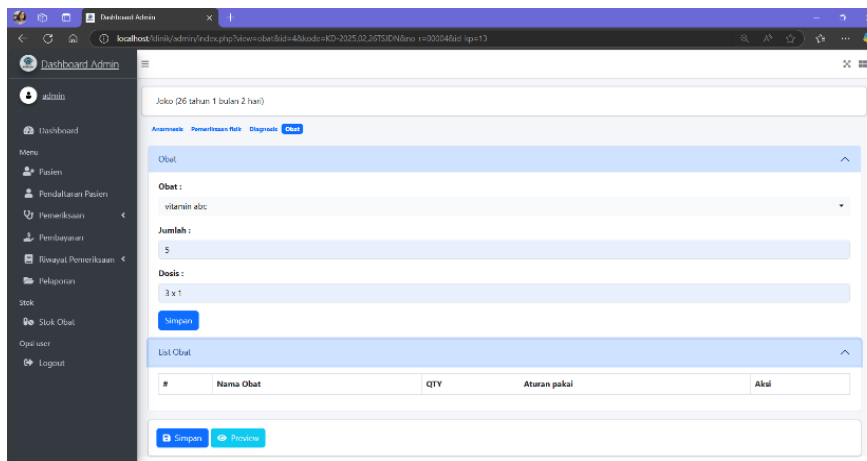 Dashboard Admin
localhost/klinik/admin/index.php?view=obat&id=4&kode=KD-2025,02,26TSJDN&no_r=00004&id_kp=13
Dashboard Admin
admin
Joko (26 tahun 1 bulan 2 hari)
Anamnesis Pemeriksaan fisik Diagnosis Obat
Dashboard
Menu
Pasien
Pendaftaran Pasien
Pemeriksaan
Pembayaran
Riwayat Pemeriksaan
Pelaporan
Stok
Stok Obat
Opsi user
Logout
Obat
Obat :
vitamin abc
Jumlah :
5
Dosis :
3 x 1
Simpan
List Obat
# Nama Obat QTY Aturan pakai Aksi
Simpan Preview